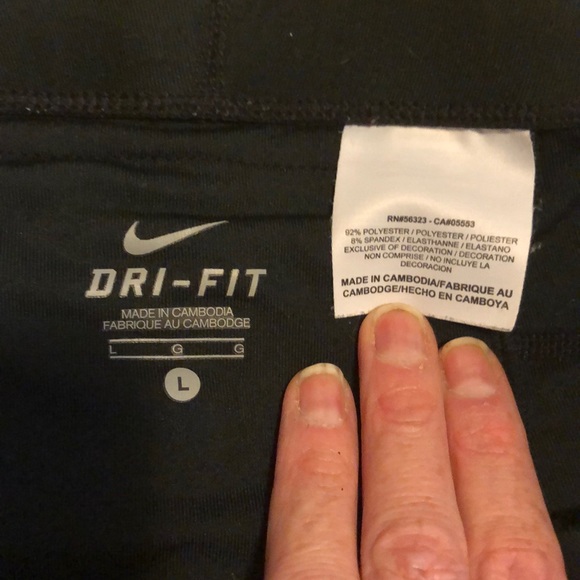 DRI-FIT
MADE IN CAMBODIA
FABRIQUE AU CAMBODGE
L G G
L
RN#56323 - CA#05553
92% POLYESTER / POLYESTER / POLIÉSTER
8% SPANDEX / ELASTHANNE / ELASTANO
EXCLUSIVE OF DECORATION / DECORATION
NON COMPRISE / NO INCLUYE LA
DECORACION
MADE IN CAMBODIA/FABRIQUE AU
CAMBODGE/HECHO EN CAMBOYA